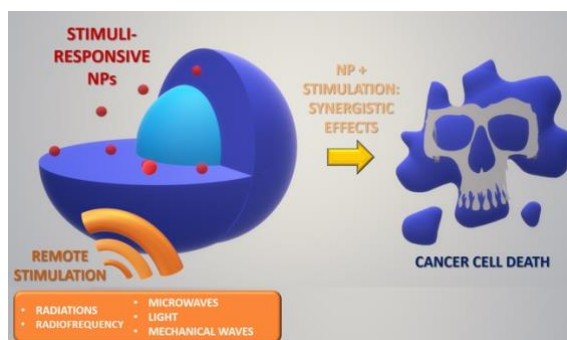 STIMULI-
RESPONSIVE
NPs
NP +
STIMULATION:
SYNERGISTIC
EFFECTS
REMOTE
STIMULATION
CANCER CELL DEATH
• RADIATIONS
• RADIOFREQUENCY
• MICROWAVES
• LIGHT
• MECHANICAL WAVES